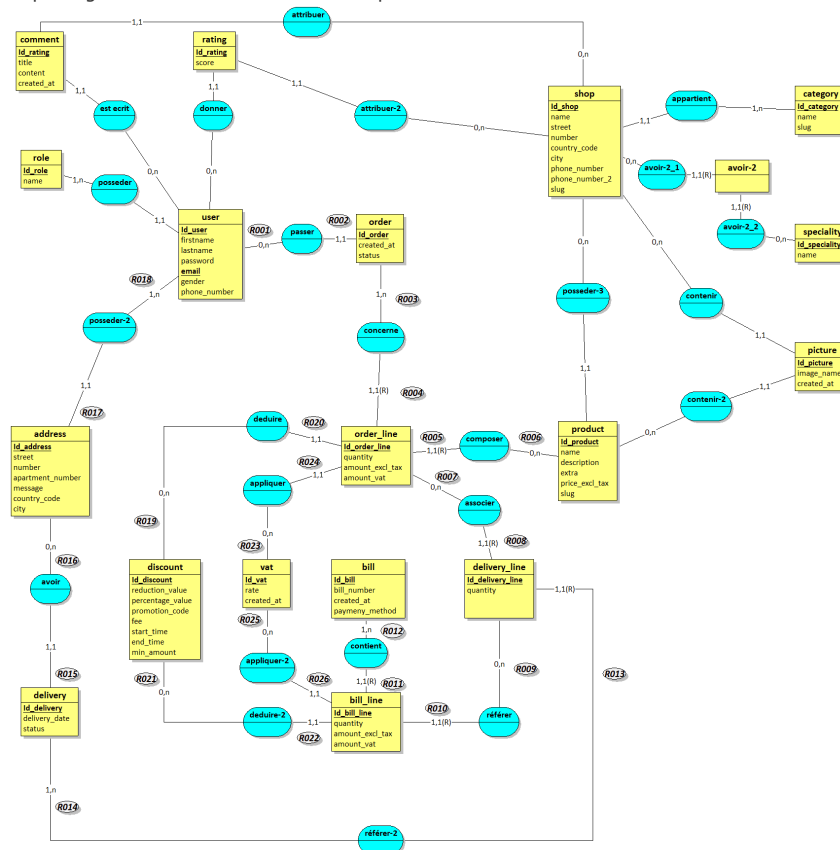 attribuer
1,1
0,n
comment
Id_rating
title
content
created_at
rating
Id_rating
score
1,1
est ecrit
0,n
1,1
donner
0,n
1,1
attribuer-2
0,n
shop
Id_shop
name
street
number
country_code
city
phone_number
phone_number_2
slug
1,1
appartient
1,n
category
Id_category
name
slug
0,n
avoir-2_1
1,1(R)
avoir-2
1,1(R)
avoir-2_2
0,n
speciality
Id_speciality
name
role
Id_role
name
1,n
posseder
1,1
user
Id_user
firstname
lastname
password
email
gender
phone_number
R001
0,n
passer
R002
1,1
order
Id_order
created_at
status
R018
1,n
posseder-2
1,1
R017
1,n
R003
concerne
1,1(R)
R004
0,n
posseder-3
1,1
0,n
contenir
1,1
picture
Id_picture
image_name
created_at
1,1
contenir-2
0,n
address
Id_address
street
number
apartment_number
message
country_code
city
deduire
R020
1,1
0,n
R019
order_line
Id_order_line
quantity
amount_excl_tax
amount_vat
R005
1,1(R)
composer
R006
0,n
product
Id_product
name
description
extra
price_excl_tax
slug
R024
1,1
appliquer
0,n
R023
R007
0,n
associer
1,1(R)
R008
0,n
R016
avoir
1,1
R015
discount
Id_discount
reduction_value
percentage_value
promotion_code
fee
start_time
end_time
min_amount
vat
Id_vat
rate
created_at
R025
0,n
appliquer-2
R026
1,1
bill
Id_bill
bill_number
created_at
paymeny_method
1,n
R012
contient
1,1(R)
R011
delivery_line
Id_delivery_line
quantity
1,1(R)
R013
0,n
R009
référer
R010
1,1(R)
R021
0,n
deduire-2
1,1
R022
bill_line
Id_bill_line
quantity
amount_excl_tax
amount_vat
delivery
Id_delivery
delivery_date
status
1,n
R014
référer-2